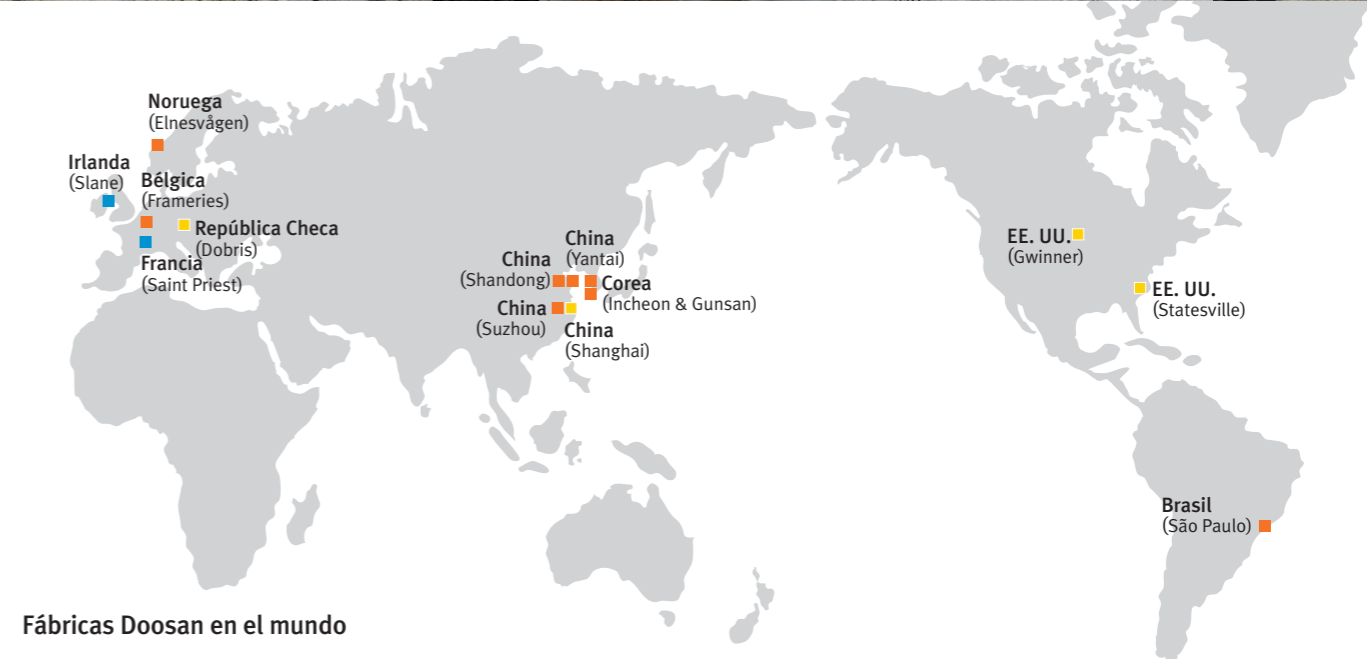 Noruega
(Elnesvågen)
Irlanda
(Slane)
Bélgica
(Frameries)
República Checa
(Dobris)
Francia
(Saint Priest)
China
(Yantai)
China
(Shandong)
Corea
(Incheon & Gunsan)
China
(Suzhou)
China
(Shanghai)
EE. UU.
(Gwinner)
EE. UU.
(Statesville)
Brasil
(São Paulo)
Fábricas Doosan en el mundo